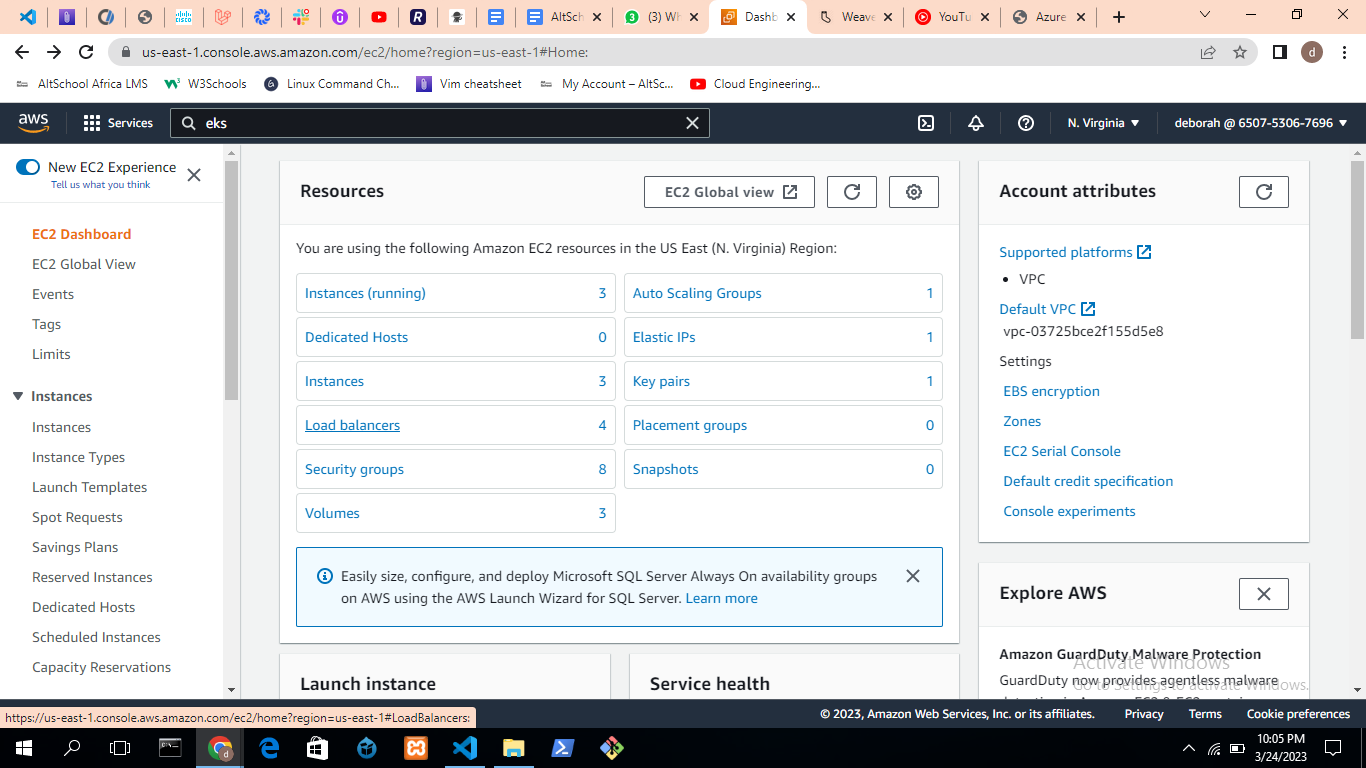 AltSch
(3) Wh
Dashb
Weave
YouTu
Azure
us-east-1.console.aws.amazon.com/ec2/home?region=us-east-1#Home:
d
AltSchool Africa LMS
W3Schools
Linux Command Ch...
Vim cheatsheet
My Account – AltSc...
Cloud Engineering...
aws
Services
eks
N. Virginia
deborah @ 6507-5306-7696
New EC2 Experience
Tell us what you think
EC2 Dashboard
EC2 Global View
Events
Tags
Limits
Instances
Instances
Instance Types
Launch Templates
Spot Requests
Savings Plans
Reserved Instances
Dedicated Hosts
Scheduled Instances
Capacity Reservations
Resources
EC2 Global view
You are using the following Amazon EC2 resources in the US East (N. Virginia) Region:
Instances (running) 3
Auto Scaling Groups 1
Dedicated Hosts 0
Elastic IPs 1
Instances 3
Key pairs 1
Load balancers 4
Placement groups 0
Security groups 8
Snapshots 0
Volumes 3
Easily size, configure, and deploy Microsoft SQL Server Always On availability groups
on AWS using the AWS Launch Wizard for SQL Server. Learn more
Launch instance
Service health
Account attributes
Supported platforms
• VPC
Default VPC
vpc-03725bce2f155d5e8
Settings
EBS encryption
Zones
EC2 Serial Console
Default credit specification
Console experiments
Explore AWS
Amazon GuardDuty Malware Protection
GuardDuty now provides agentless malware
Activate Windows
Go to Settings to activate Windows.
https://us-east-1.console.aws.amazon.com/ec2/home?region=us-east-1#LoadBalancers:
© 2023, Amazon Web Services, Inc. or its affiliates.
Privacy
Terms
Cookie preferences
10:05 PM
3/24/2023